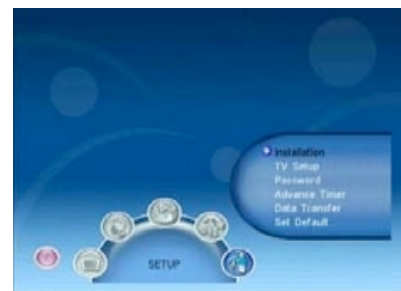 Installation
TV Setup
Password
Advance Timer
Data Transfer
Set Default
SETUP